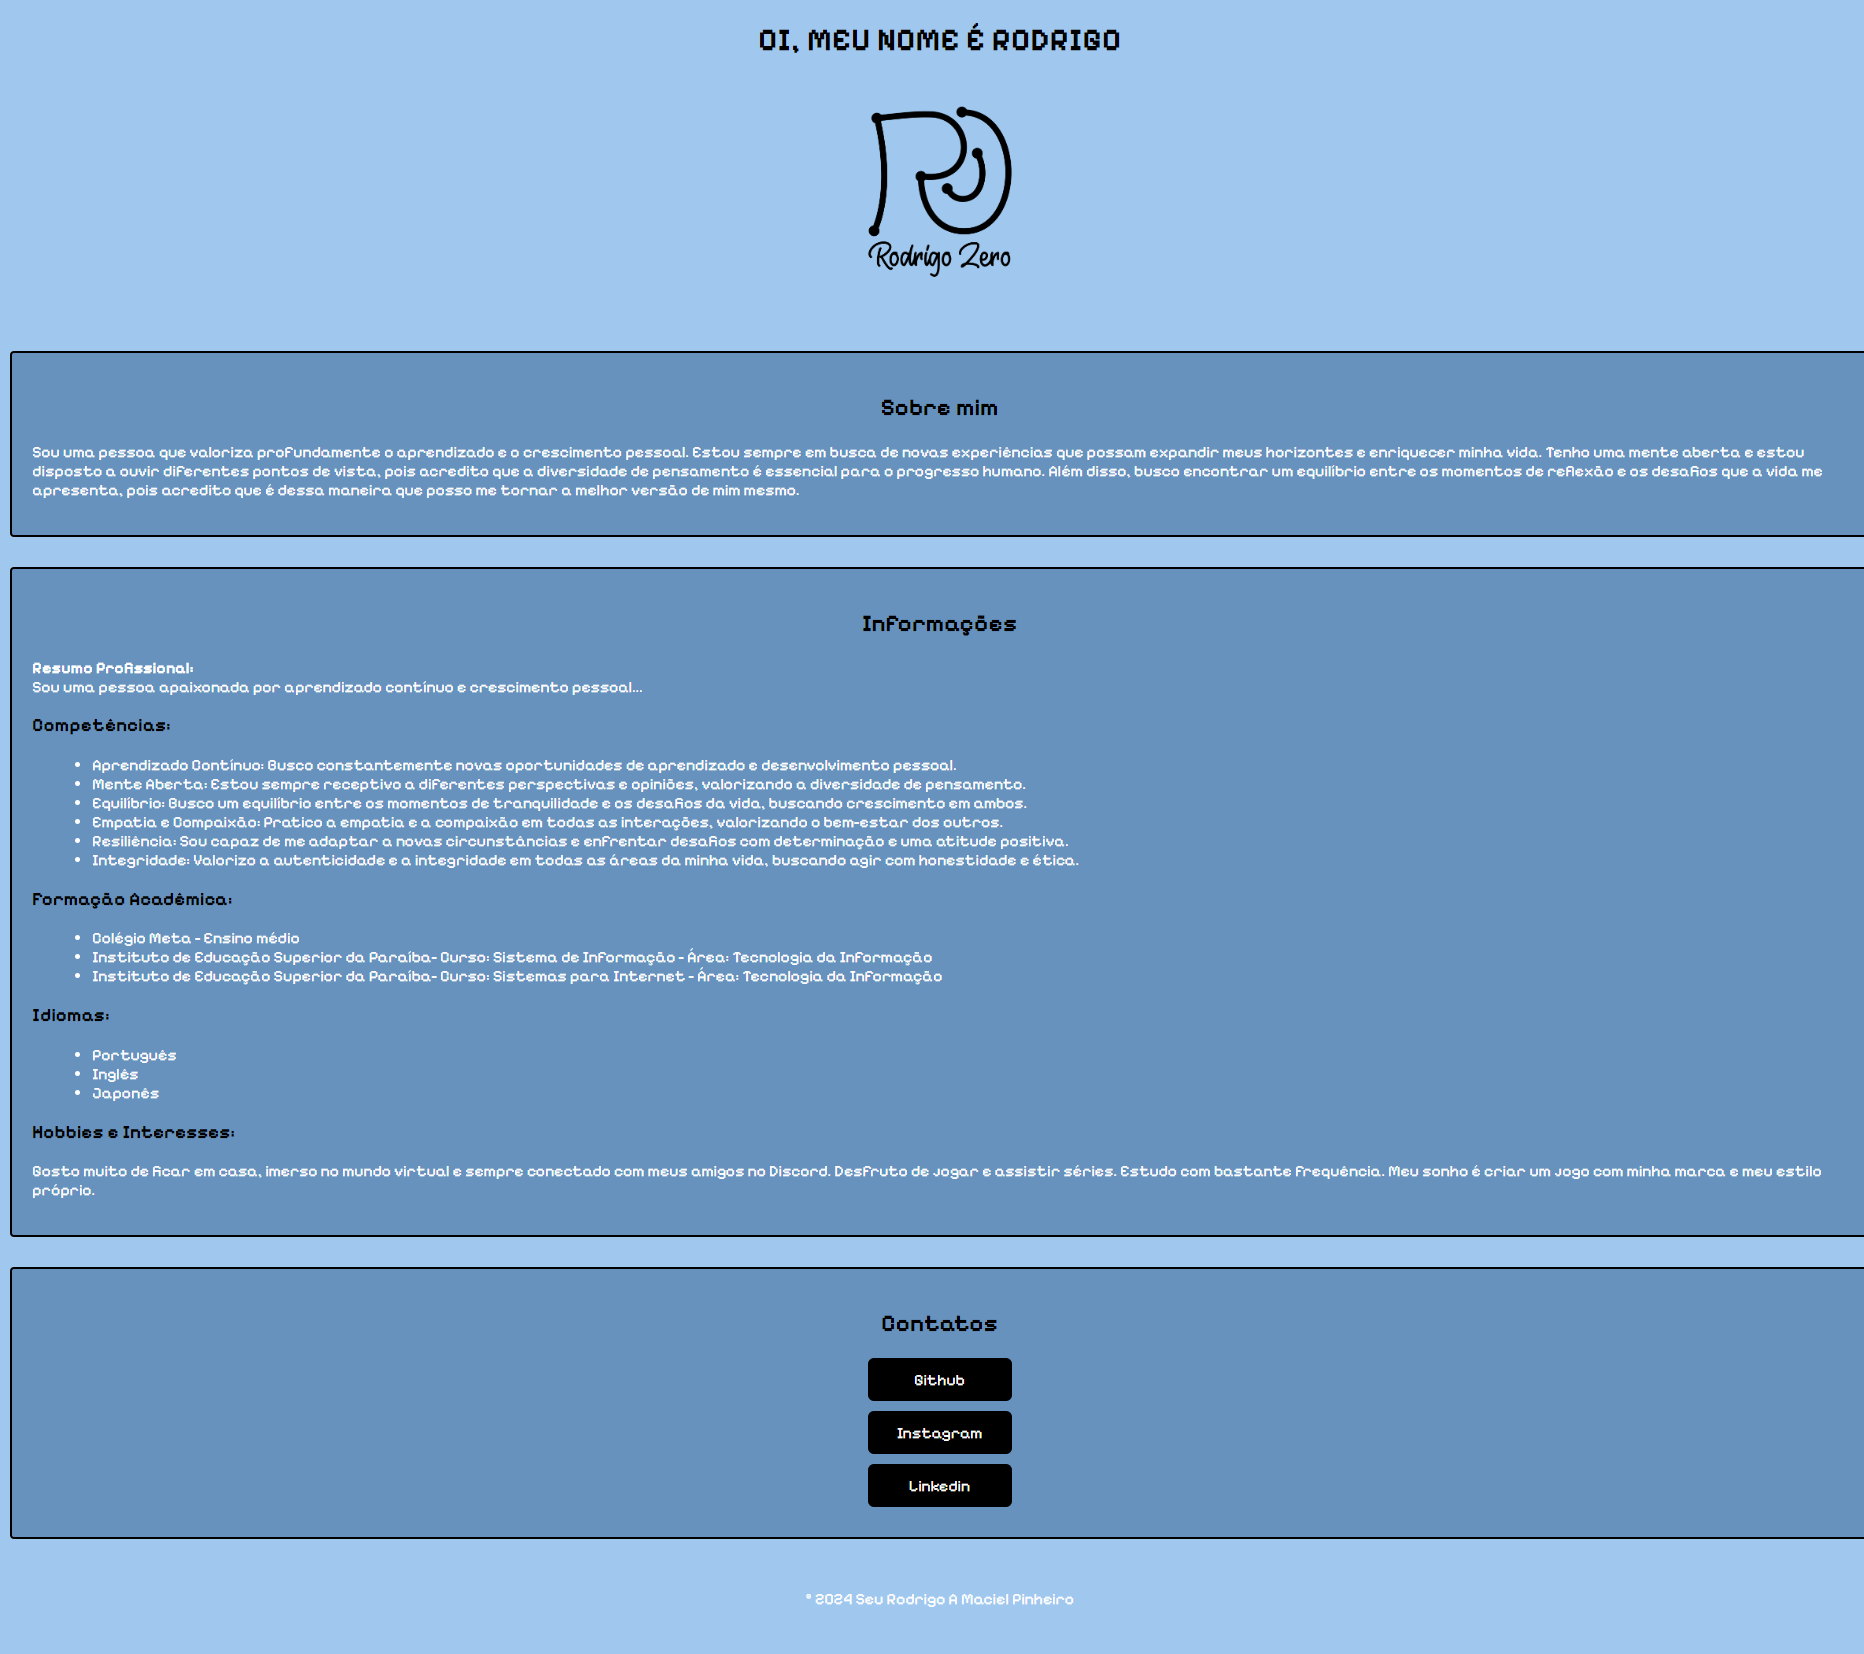 OI, MEU NOME É RODRIGO
Rodrigo Zero
Sobre mim
Sou uma pessoa que valoriza profundamente o aprendizado e o crescimento pessoal. Estou sempre em busca de novas experiências que possam expandir meus horizontes e enriquecer minha vida. Tenho uma mente aberta e estou
disposto a ouvir diferentes pontos de vista, pois acredito que a diversidade de pensamento é essencial para o progresso humano. Além disso, busco encontrar um equilíbrio entre os momentos de reflexão e os desafios que a vida me
apresenta, pois acredito que é dessa maneira que posso me tornar a melhor versão de mim mesmo.
Informações
Resumo Profissional:
Sou uma pessoa apaixonada por aprendizado contínuo e crescimento pessoal...
Competências:
• Aprendizado Contínuo: Busco constantemente novas oportunidades de aprendizado e desenvolvimento pessoal.
• Mente Aberta: Estou sempre receptivo a diferentes perspectivas e opiniões, valorizando a diversidade de pensamento.
• Equilíbrio: Busco um equilíbrio entre os momentos de tranquilidade e os desafios da vida, buscando crescimento em ambos.
• Empatia e Compaixão: Pratico a empatia e a compaixão em todas as interações, valorizando o bem-estar dos outros.
• Resiliência: Sou capaz de me adaptar a novas circunstâncias e enfrentar desafios com determinação e uma atitude positiva.
• Integridade: Valorizo a autenticidade e a integridade em todas as áreas da minha vida, buscando agir com honestidade e ética.
Formação Acadêmica:
• Colégio Meta - Ensino médio
• Instituto de Educação Superior da Paraíba- Curso: Sistema de Informação - Área: Tecnologia da Informação
• Instituto de Educação Superior da Paraíba- Curso: Sistemas para Internet - Área: Tecnologia da Informação
Idiomas:
• Português
• Inglês
• Japonês
Hobbies e Interesses:
Gosto muito de ficar em casa, imerso no mundo virtual e sempre conectado com meus amigos no Discord. Desfruto de jogar e assistir séries. Estudo com bastante frequência. Meu sonho é criar um jogo com minha marca e meu estilo
próprio.
Contatos
Github
Instagram
Linkedin
© 2024 Seu Rodrigo A Maciel Pinheiro